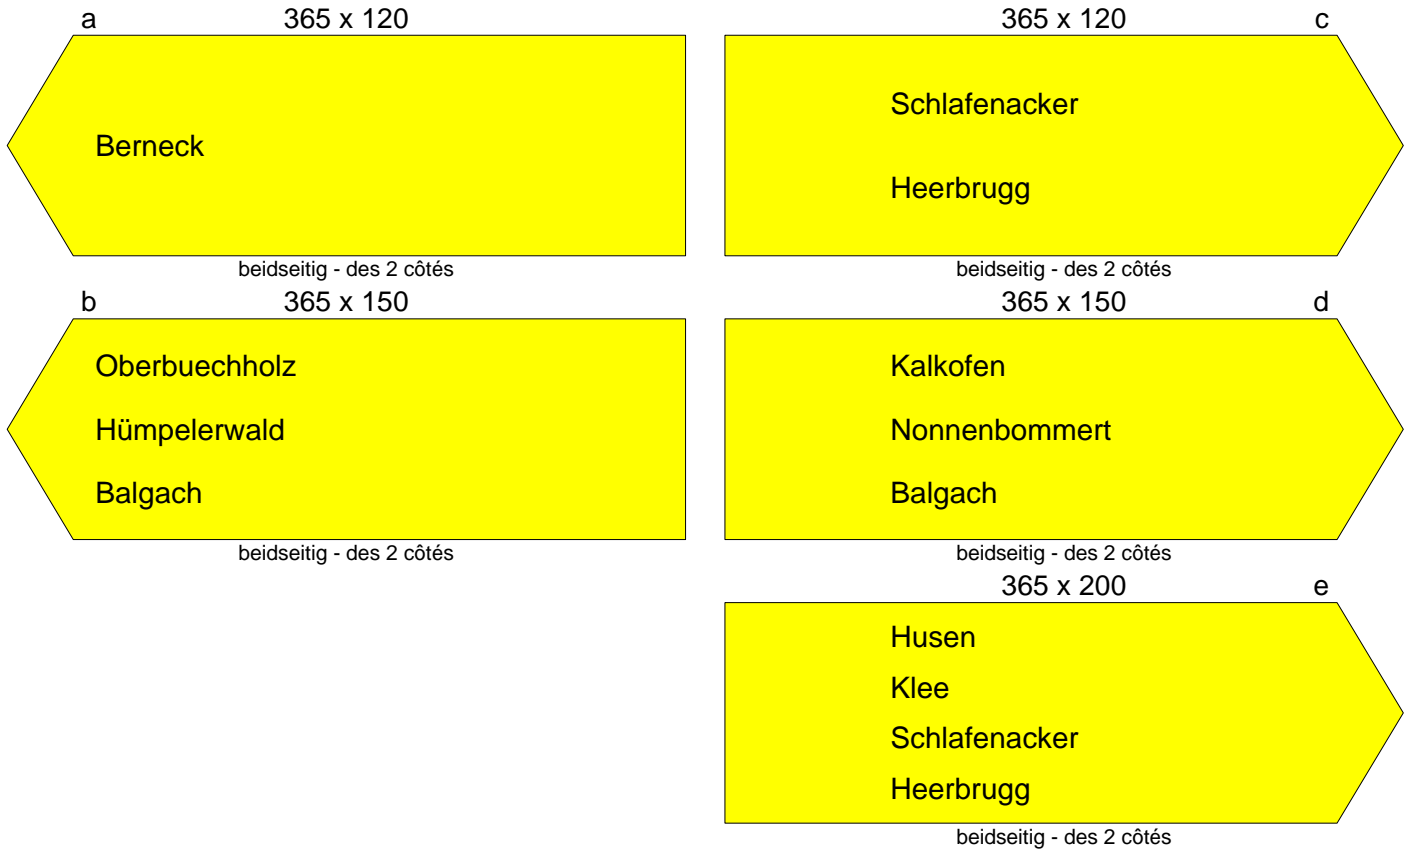 a 365 x 120
Berneck
beidseitig - des 2 côtés
365 x 120 c
Schlafenacker
Heerbrugg
beidseitig - des 2 côtés
b 365 x 150
Oberbuechholz
Hümpelerwald
Balgach
beidseitig - des 2 côtés
365 x 150 d
Kalkofen
Nonnenbommert
Balgach
beidseitig - des 2 côtés
365 x 200 e
Husen
Klee
Schlafenacker
Heerbrugg
beidseitig - des 2 côtés